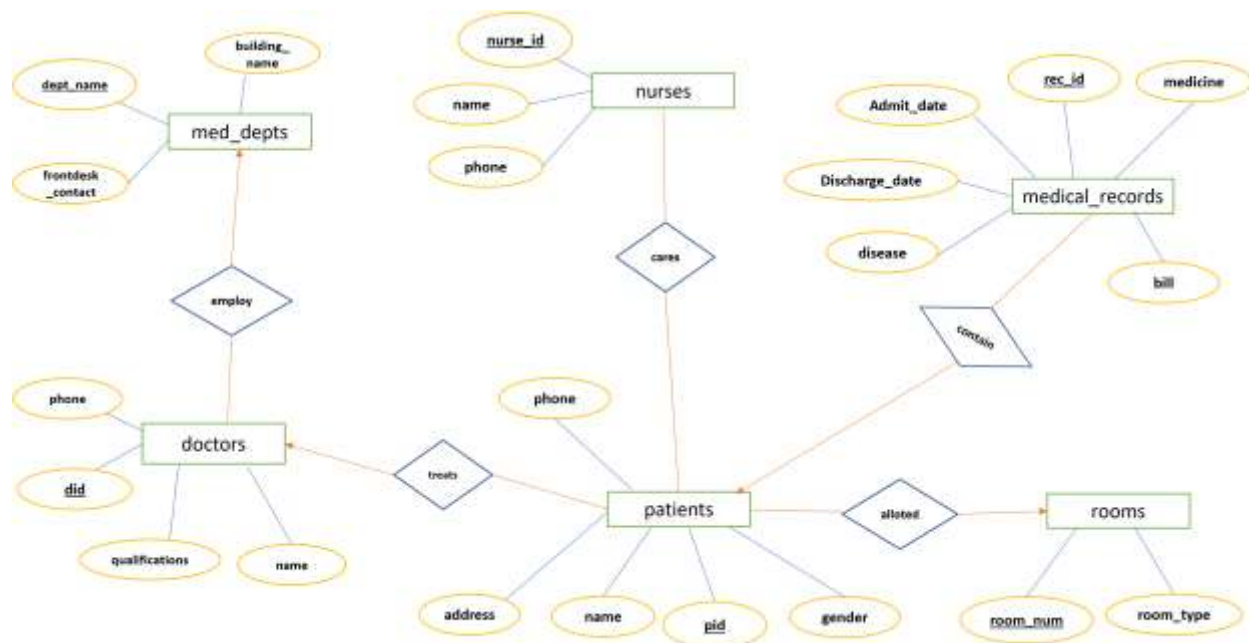 building_
name
dept_name
med_depts
frontdesk
_contact
nurse_id
name
nurses
phone
rec_id
medicine
Admit_date
Discharge_date
medical_records
disease
bill
employ
cares
contain
phone
doctors
did
qualifications
name
treats
phone
patients
address
name
pid
gender
alloted
rooms
room_num
room_type